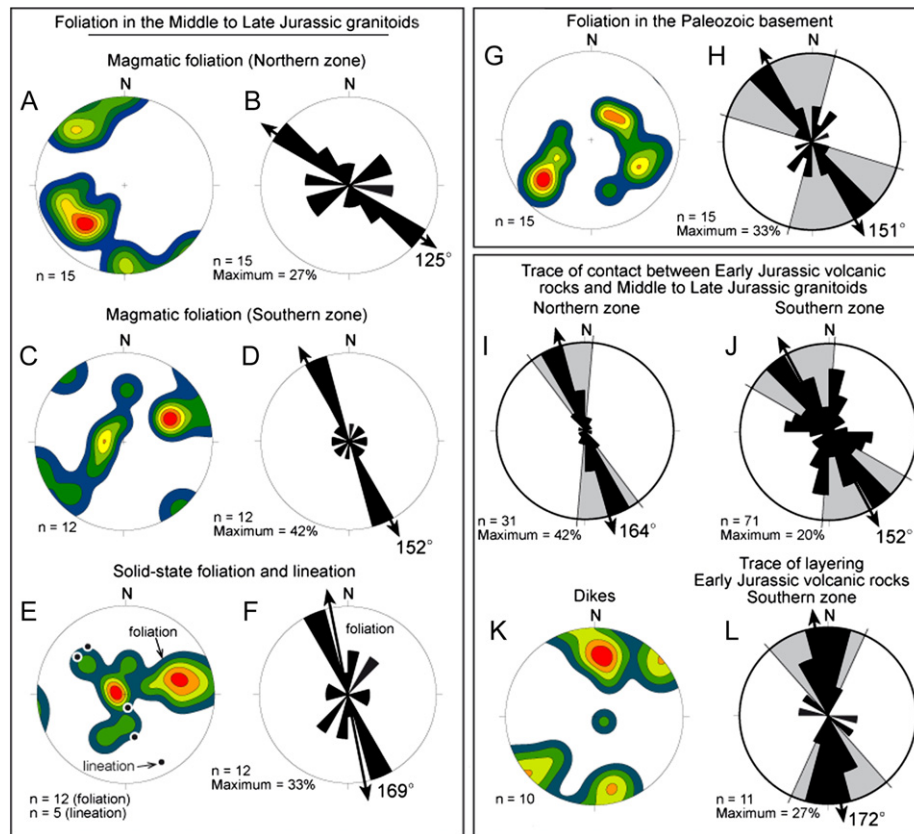 Foliation in the Middle to Late Jurassic granitoids
Magmatic foliation (Northern zone)
A
N
n = 15
B
N
n = 15
Maximum = 27%
125°
Magmatic foliation (Southern zone)
C
N
n = 12
D
N
n = 12
Maximum = 42%
152°
Solid-state foliation and lineation
E
N
foliation
lineation
n = 12 (foliation)
n = 5 (lineation)
F
N
foliation
n = 12
Maximum = 33%
169°
Foliation in the Paleozoic basement
G
N
n = 15
H
N
n = 15
Maximum = 33%
151°
Trace of contact between Early Jurassic volcanic
rocks and Middle to Late Jurassic granitoids
Northern zone
I
N
n = 31
Maximum = 42%
164°
Southern zone
J
N
n = 71
Maximum = 20%
152°
Dikes
K
N
n = 10
Trace of layering
Early Jurassic volcanic rocks
Southern zone
L
N
n = 11
Maximum = 27%
172°